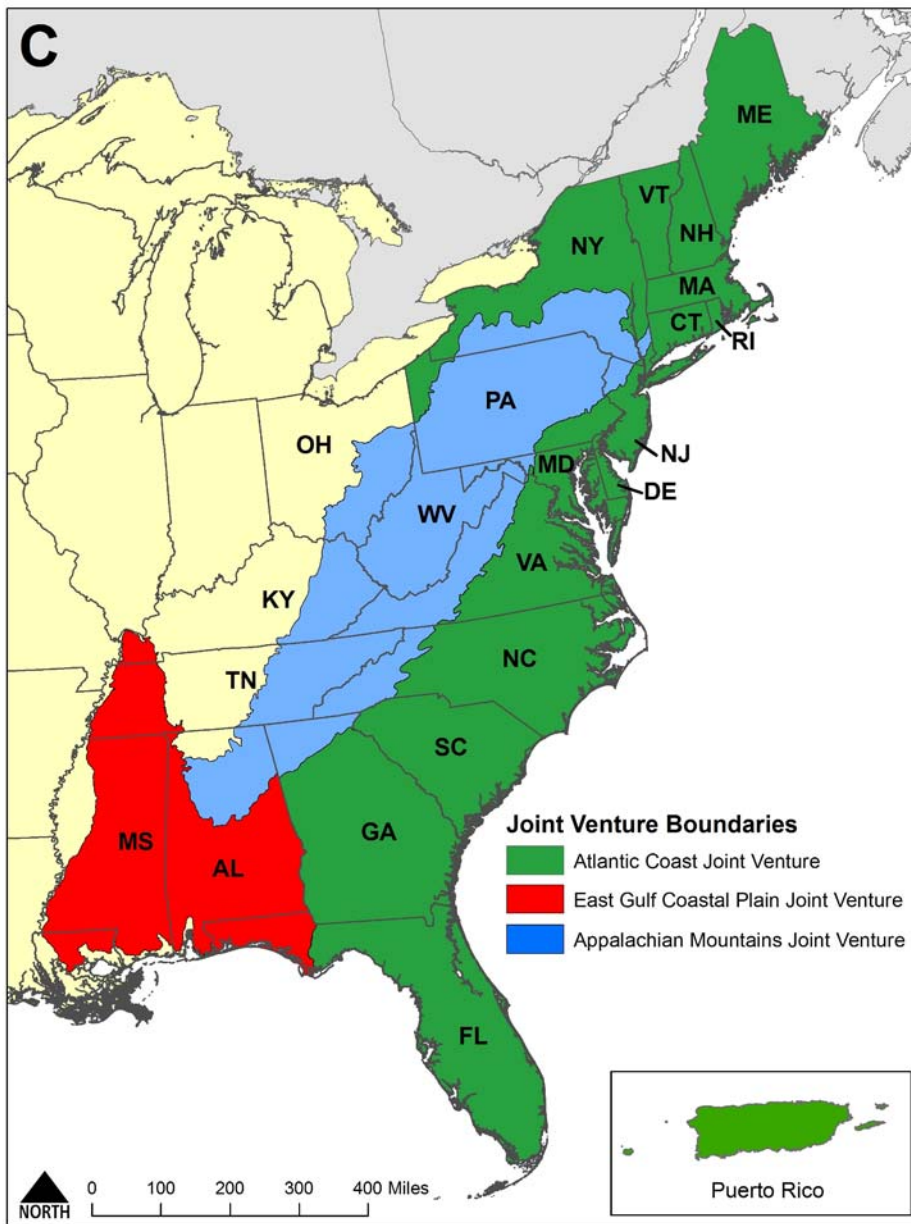 C
ME
VT
NH
NY
MA
CT
RI
PA
OH
NJ
MD
DE
WV
VA
KY
NC
TN
SC
MS
AL
GA
FL
Joint Venture Boundaries
Atlantic Coast Joint Venture
East Gulf Coastal Plain Joint Venture
Appalachian Mountains Joint Venture
Puerto Rico
NORTH
0 100 200 300 400 Miles